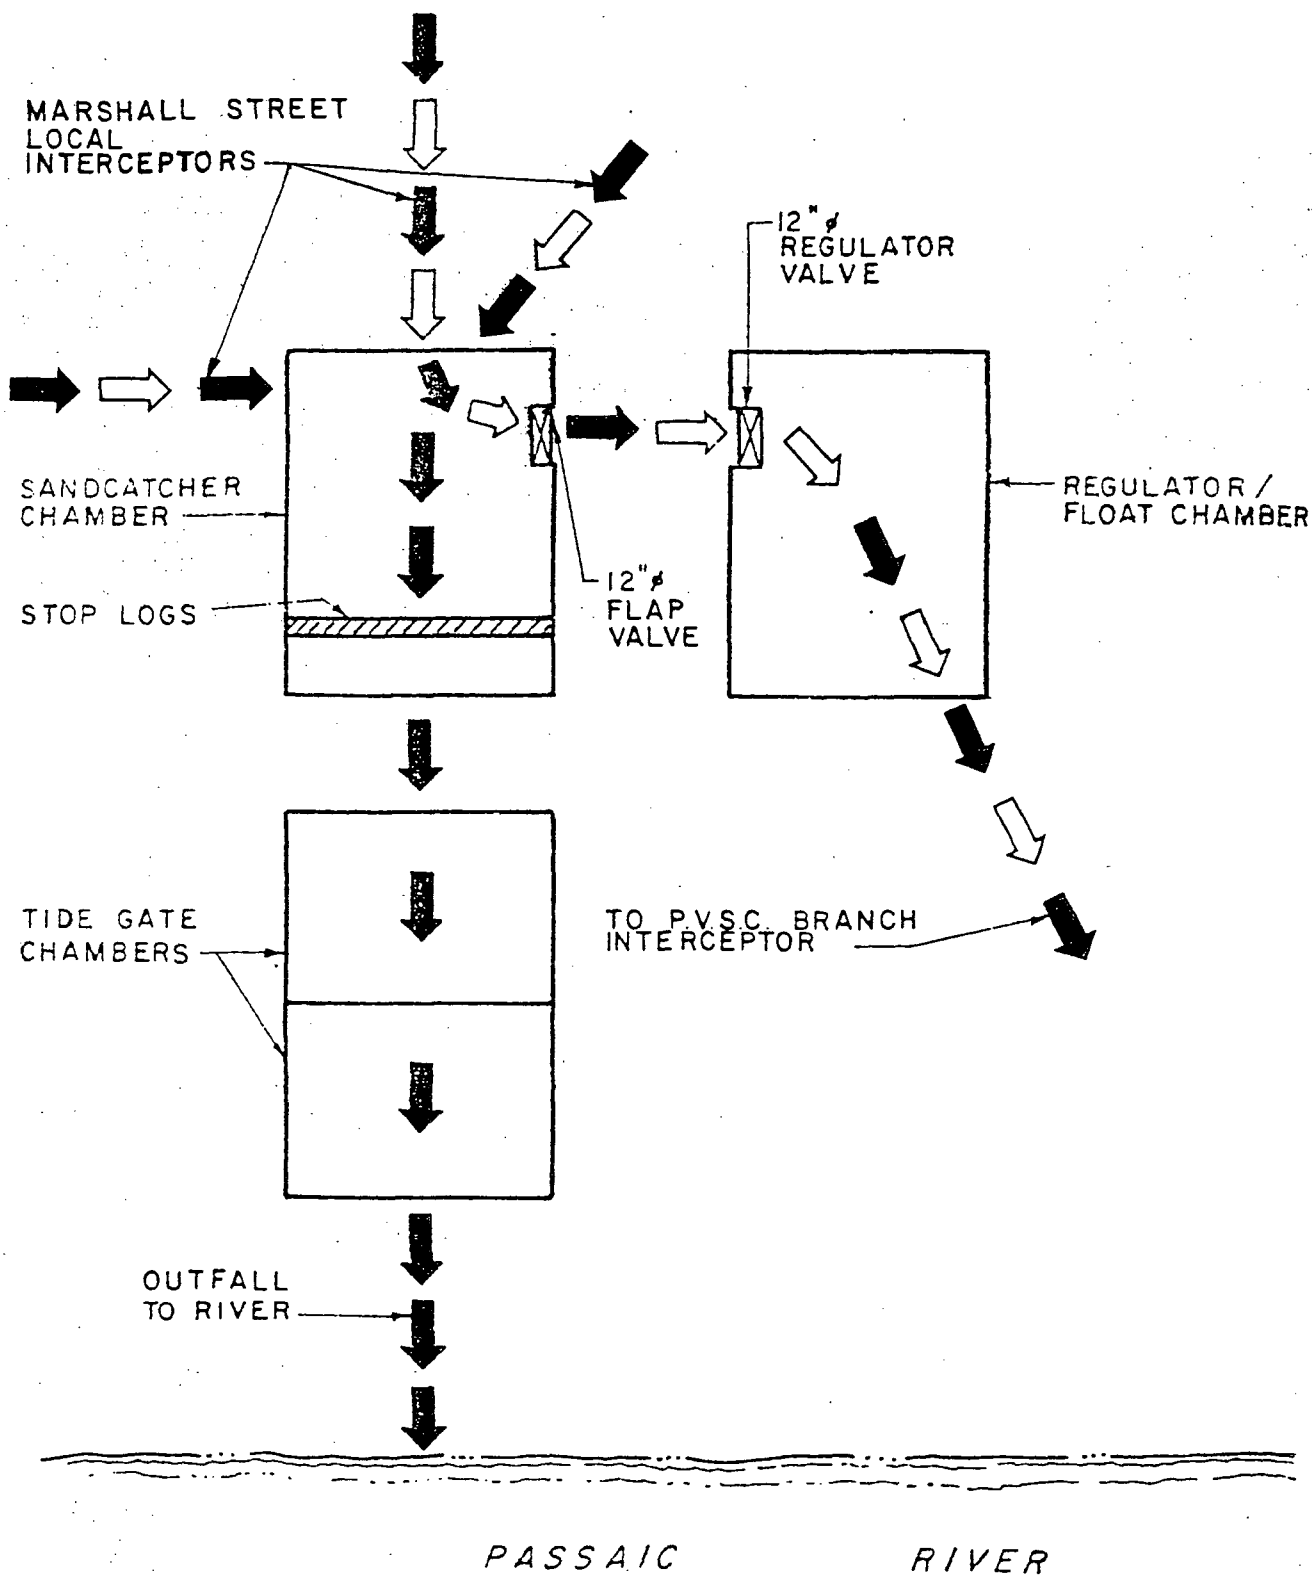 MARSHALL STREET
LOCAL
INTERCEPTORS
12" ø
REGULATOR
VALVE
SANDCATCHER
CHAMBER
REGULATOR/
FLOAT CHAMBER
STOP LOGS
12" ø
FLAP
VALVE
TIDE GATE
CHAMBERS
TO P.V.S.C. BRANCH
INTERCEPTOR
OUTFALL
TO RIVER
PASSAIC RIVER